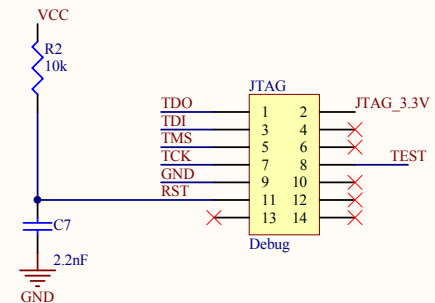 VCC
R2
10k
JTAG
TDO 1 2 JTAG_3.3V
TDI 3 4
TMS 5 6
TCK 7 8 TEST
GND 9 10
RST 11 12
13 14
Debug
C7
2.2nF
GND